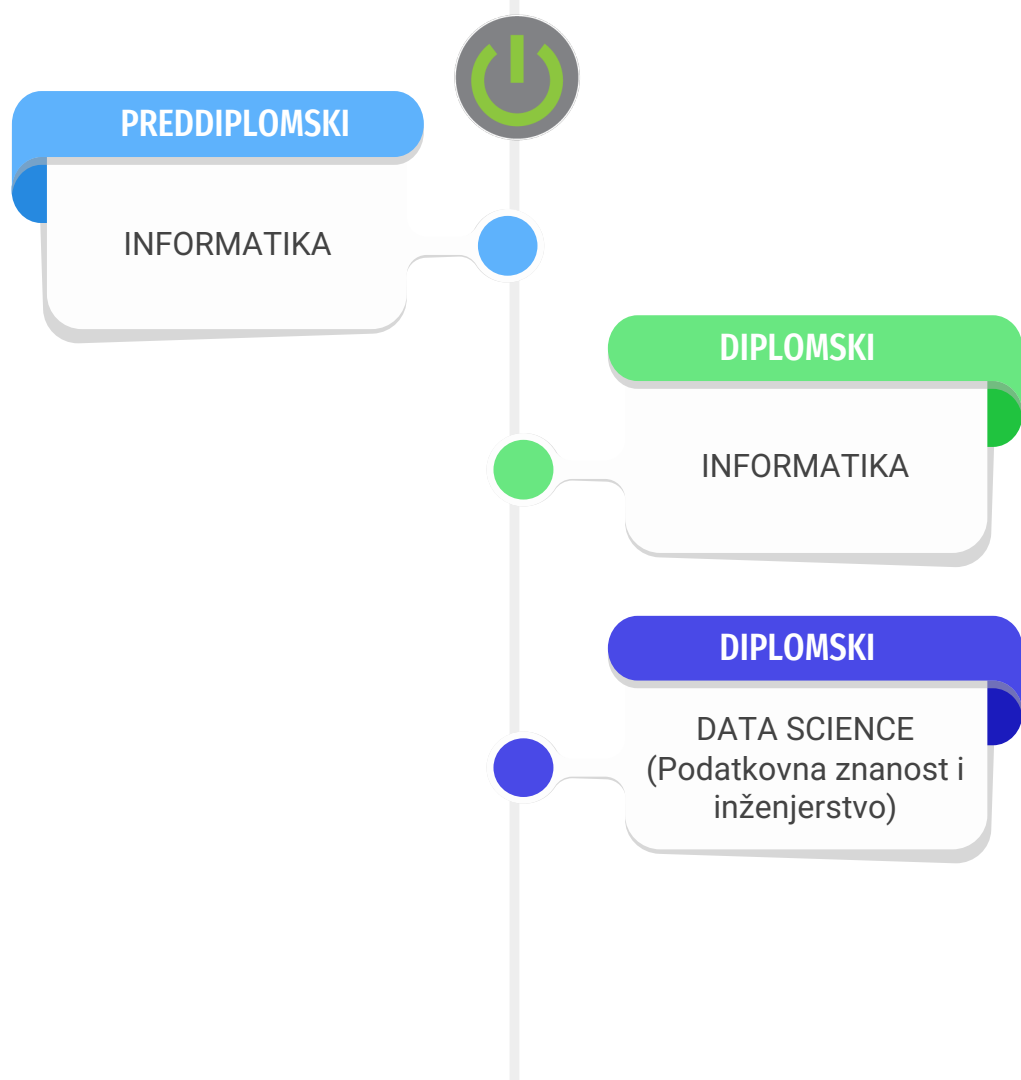 PREDDIPLOMSKI
INFORMATIKA
DIPLOMSKI
INFORMATIKA
DIPLOMSKI
DATA SCIENCE
(Podatkovna znanost i
inženjerstvo)